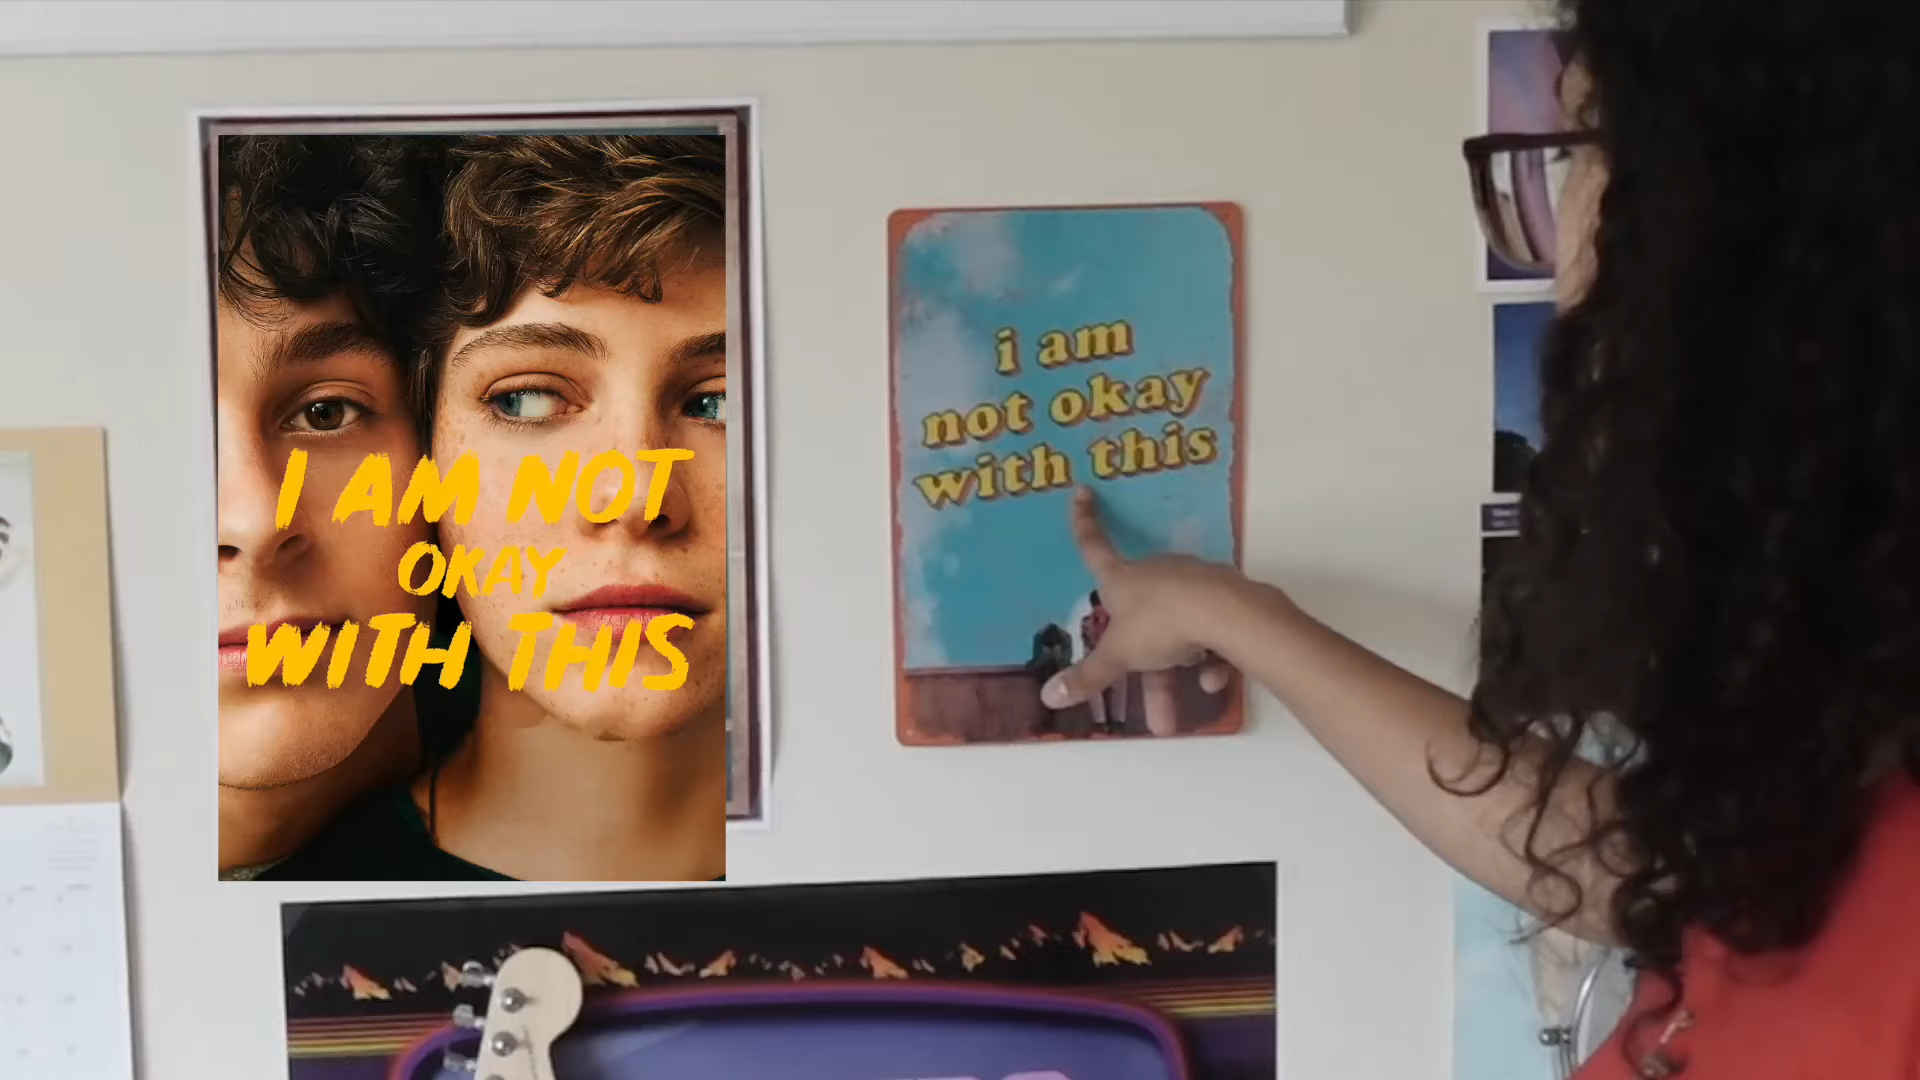 I AM NOT
OKAY
WITH THIS
i am
not okay
with this